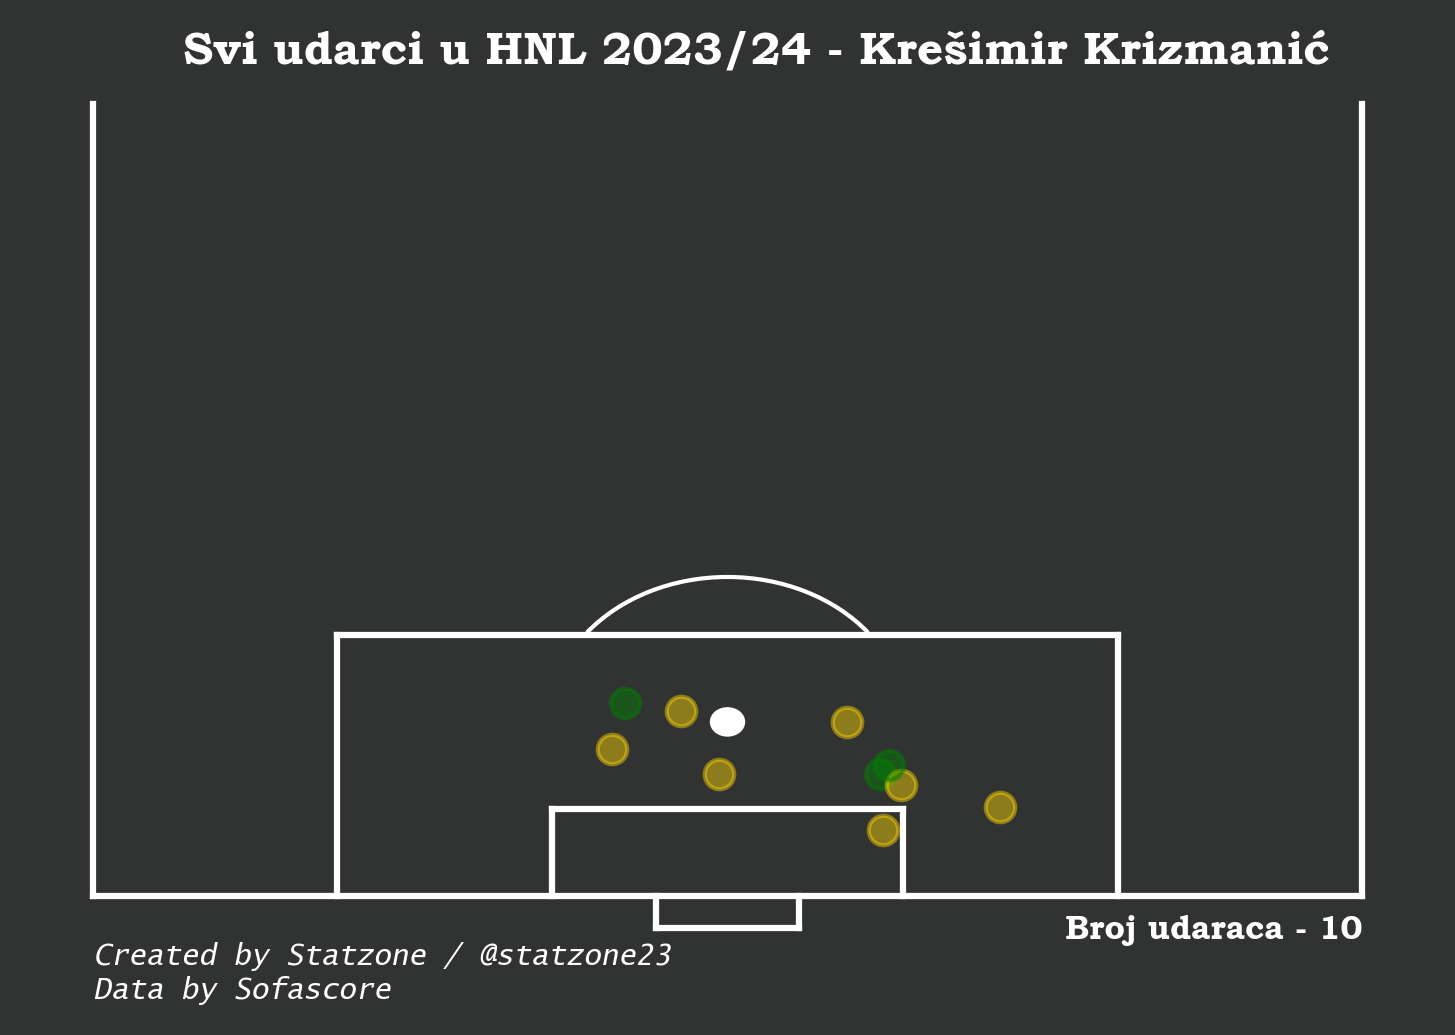 Svi udarci u HNL 2023/24 - Krešimir Krizmanić
Broj udaraca - 10
Created by Statzone / @statzone23
Data by Sofascore